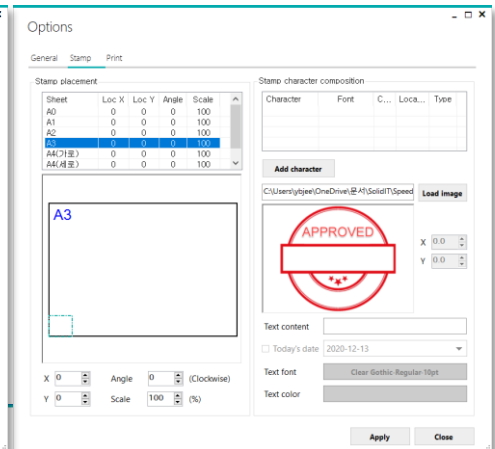 Options
General Stamp Print
Stamp placement
Sheet Loc X Loc Y Angle Scale
A0 0 0 0 100
A1 0 0 0 100
A2 0 0 0 100
A3 0 0 0 100
A4(가로) 0 0 0 100
A4(세로) 0 0 0 100
A3
X 0 Angle 0 (Clockwise)
Y 0 Scale 100 (%)
Stamp character composition
Character Font C... Loca... Type
Add character
C:\Users\ybjee\OneDrive\문서\SolidIT\Speed Load image
APPROVED
X 0.0
Y 0.0
Text content
Today's date 2020-12-13
Text font Clear Gothic-Regular-10pt
Text color
Apply Close